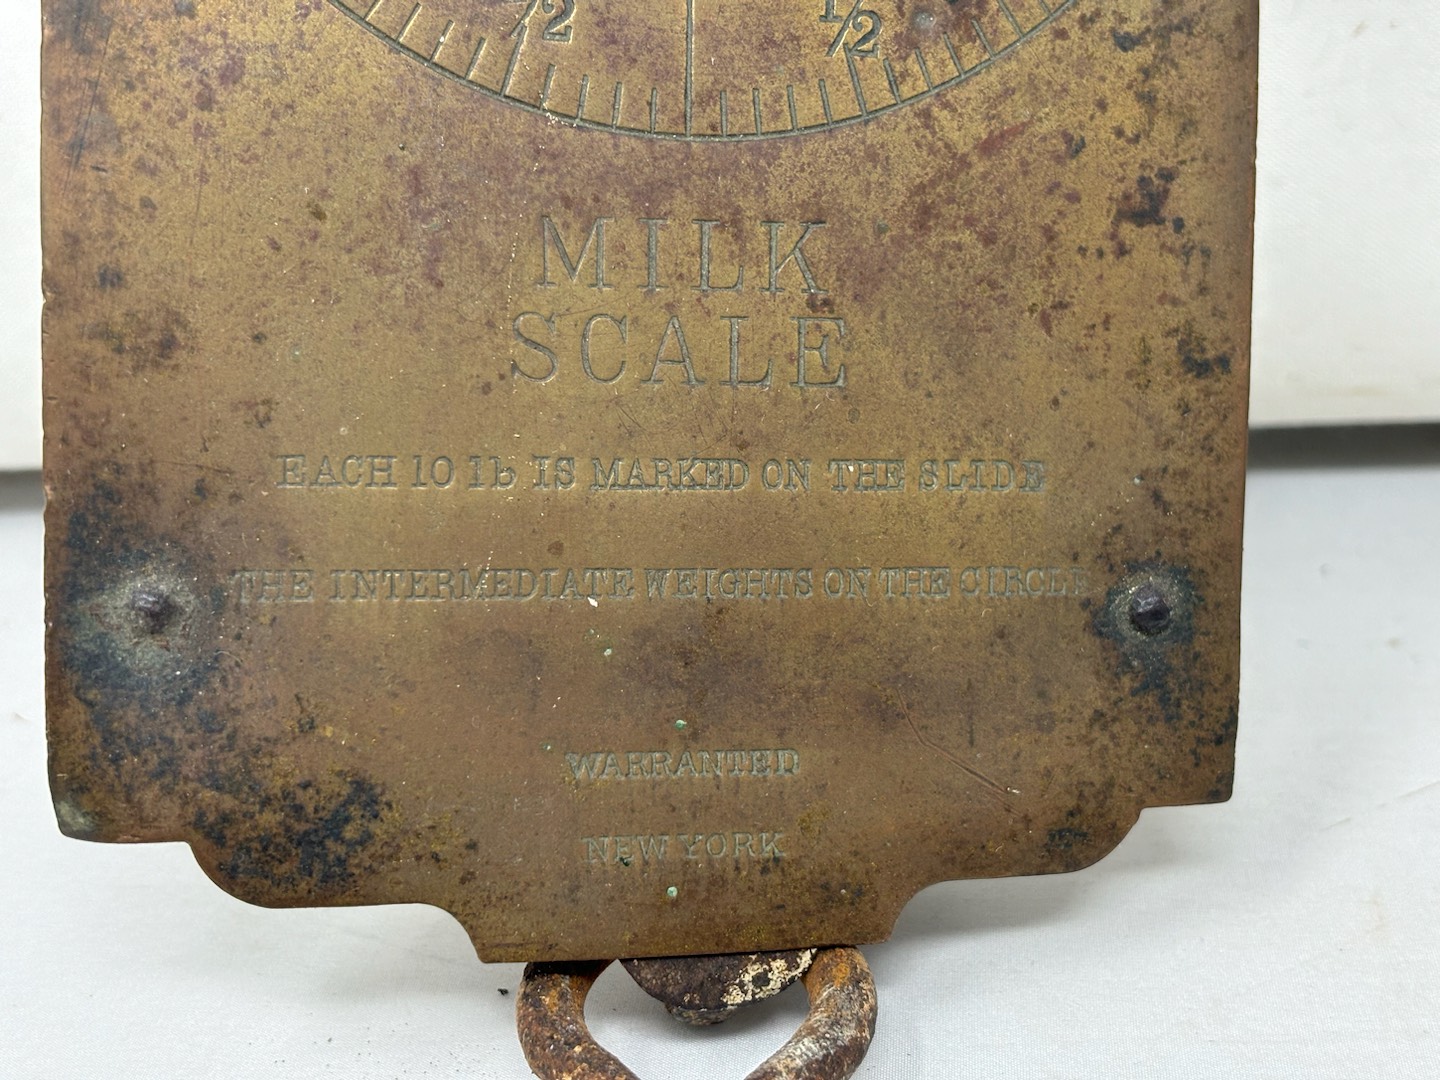 1/2 1/2
MILK
SCALE
EACH 10 lb IS MARKED ON THE SLIDE
THE INTERMEDIATE WEIGHTS ON THE CIRCLE
WARRANTED
NEW YORK